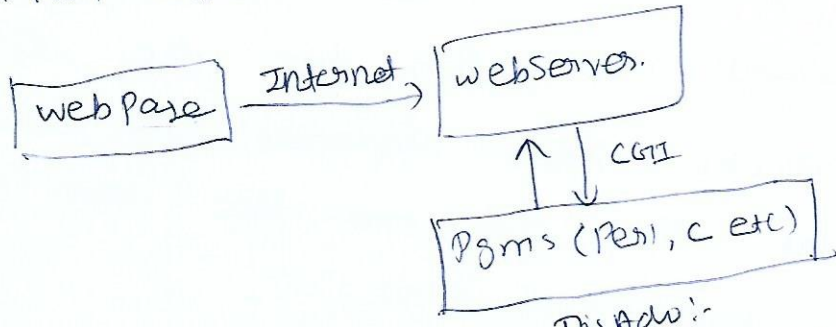 Internet
webpage
webserver.
CGI
Pgms (Perl, c etc)
DisAdv:-